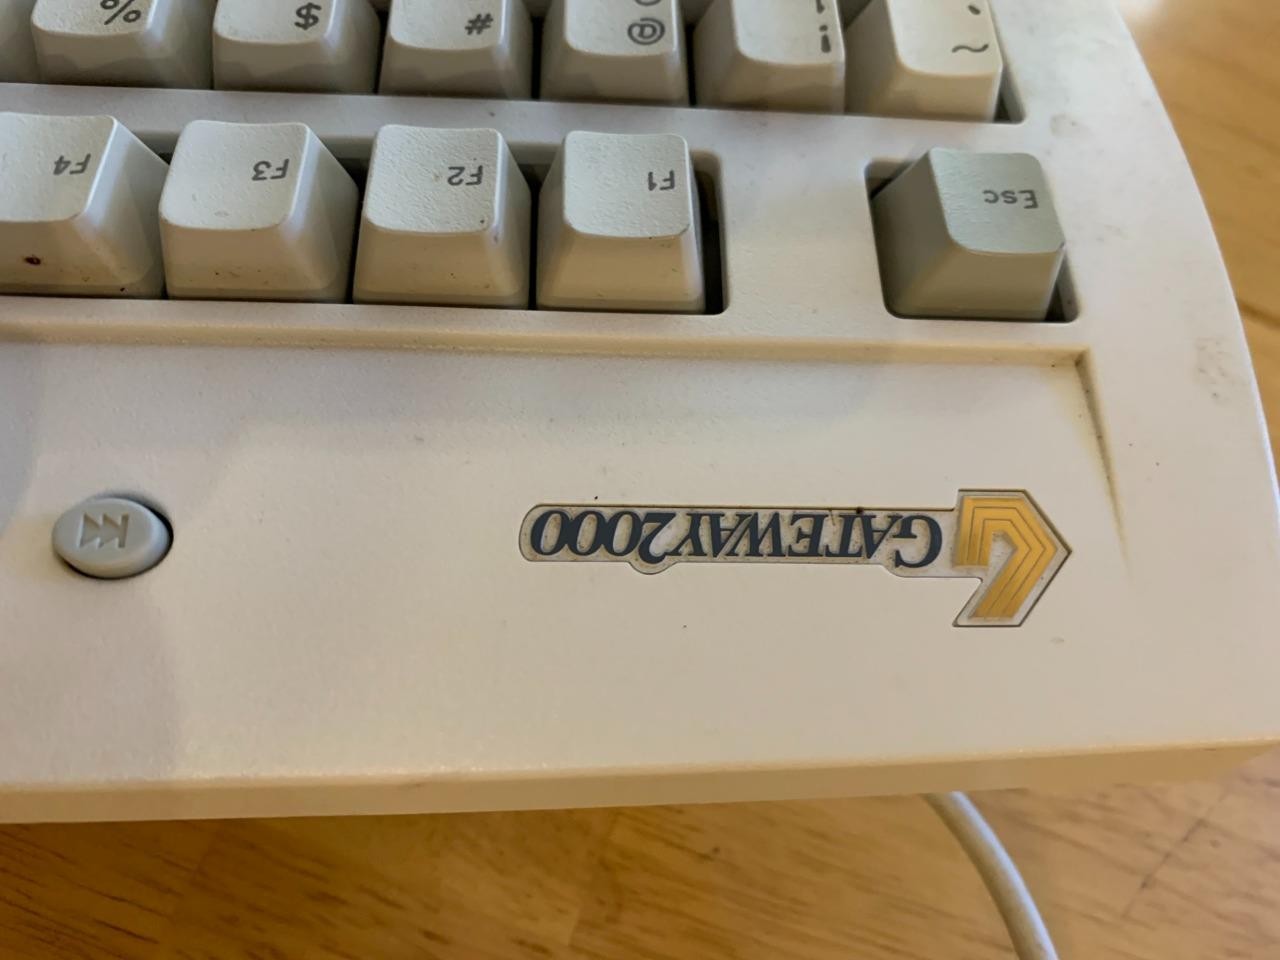 GATEWAY2000
Esc F1 F2 F3 F4
~ ! @ # $ %